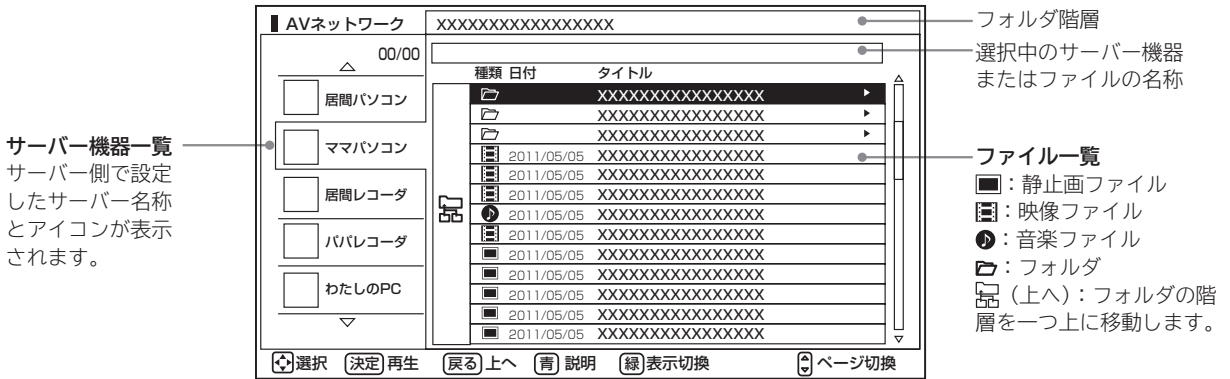 AVネットワーク
XXXXXXXXXXXXXXXXX
00/00
居間パソコン
ママパソコン
居間レコーダ
パパレコーダ
わたしのPC
種類 日付 タイトル
XXXXXXXXXXXXXXXX
XXXXXXXXXXXXXXXX
XXXXXXXXXXXXXXXX
2011/05/05 XXXXXXXXXXXXXXXX
2011/05/05 XXXXXXXXXXXXXXXX
2011/05/05 XXXXXXXXXXXXXXXX
2011/05/05 XXXXXXXXXXXXXXXX
2011/05/05 XXXXXXXXXXXXXXXX
2011/05/05 XXXXXXXXXXXXXXXX
2011/05/05 XXXXXXXXXXXXXXXX
2011/05/05 XXXXXXXXXXXXXXXX
2011/05/05 XXXXXXXXXXXXXXXX
2011/05/05 XXXXXXXXXXXXXXXX
選択 決定 再生 戻る 上へ 青 説明 緑 表示切換 ページ切換
サーバー機器一覧
サーバー側で設定
したサーバー名称
とアイコンが表示
されます。
フォルダ階層
選択中のサーバー機器
またはファイルの名称
ファイル一覧
：静止画ファイル
：映像ファイル
：音楽ファイル
：フォルダ
（上へ）：フォルダの階
層を一つ上に移動します。